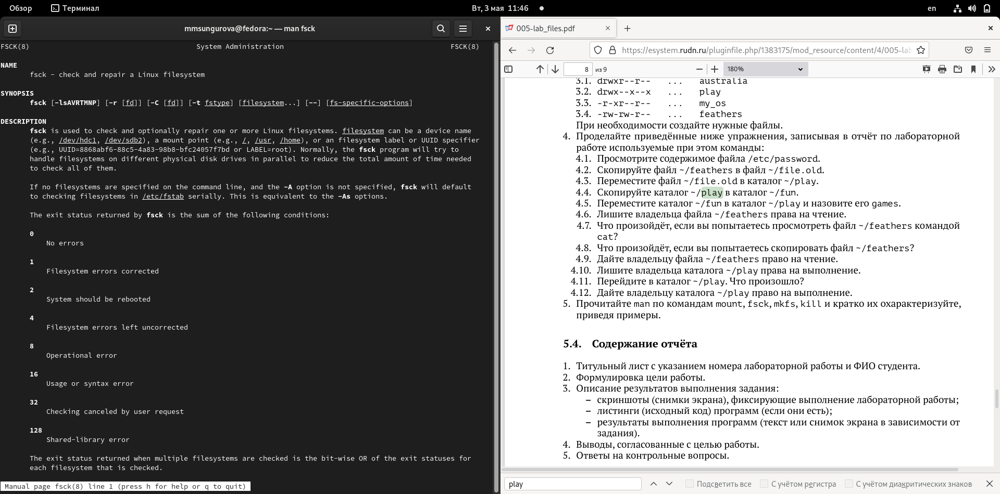 Обзор Терминал Вт, 3 мая 11:46 en
mmsungurova@fedora:~ — man fsck
FSCK(8) System Administration FSCK(8)
NAME
fsck - check and repair a Linux filesystem
SYNOPSIS
fsck [-lsAVRTMNP] [-r [fd]] [-C [fd]] [-t fstype] [filesystem...] [--] [fs-specific-options]
DESCRIPTION
fsck is used to check and optionally repair one or more Linux filesystems. filesystem can be a device name
(e.g., /dev/hdc1, /dev/sdb2), a mount point (e.g., /, /usr, /home), or an filesystem label or UUID specifier
(e.g., UUID=8868abf6-88c5-4a83-98b8-bfc24057f7bd or LABEL=root). Normally, the fsck program will try to
handle filesystems on different physical disk drives in parallel to reduce the total amount of time needed
to check all of them.
If no filesystems are specified on the command line, and the -A option is not specified, fsck will default
to checking filesystems in /etc/fstab serially. This is equivalent to the -As options.
The exit status returned by fsck is the sum of the following conditions:
0
No errors
1
Filesystem errors corrected
2
System should be rebooted
4
Filesystem errors left uncorrected
8
Operational error
16
Usage or syntax error
32
Checking canceled by user request
128
Shared-library error
The exit status returned when multiple filesystems are checked is the bit-wise OR of the exit statuses for
each filesystem that is checked.
Manual page fsck(8) line 1 (press h for help or q to quit)
005-lab_files.pdf
https://esystem.rudn.ru/pluginfile.php/1383175/mod_resource/content/4/005-lab
8 из 9 180%
3.1. drwxr--r-- ... australia
3.2. drwx--x--x ... play
3.3. -r-xr--r-- ... my_os
3.4. -rw-rw-r-- ... feathers
При необходимости создайте нужные файлы.
4. Проделайте приведённые ниже упражнения, записывая в отчёт по лабораторной
работе используемые при этом команды:
4.1. Просмотрите содержимое файла /etc/password.
4.2. Скопируйте файл ~/feathers в файл ~/file.old.
4.3. Переместите файл ~/file.old в каталог ~/play.
4.4. Скопируйте каталог ~/play в каталог ~/fun.
4.5. Переместите каталог ~/fun в каталог ~/play и назовите его games.
4.6. Лишите владельца файла ~/feathers права на чтение.
4.7. Что произойдёт, если вы попытаетесь просмотреть файл ~/feathers командой
cat?
4.8. Что произойдёт, если вы попытаетесь скопировать файл ~/feathers?
4.9. Дайте владельцу файла ~/feathers право на чтение.
4.10. Лишите владельца каталога ~/play права на выполнение.
4.11. Перейдите в каталог ~/play. Что произошло?
4.12. Дайте владельцу каталога ~/play право на выполнение.
5. Прочитайте man по командам mount, fsck, mkfs, kill и кратко их охарактеризуйте,
приведя примеры.
5.4. Содержание отчёта
1. Титульный лист с указанием номера лабораторной работы и ФИО студента.
2. Формулировка цели работы.
3. Описание результатов выполнения задания:
– скриншоты (снимки экрана), фиксирующие выполнение лабораторной работы;
– листинги (исходный код) программ (если они есть);
– результаты выполнения программ (текст или снимок экрана в зависимости от
задания).
4. Выводы, согласованные с целью работы.
5. Ответы на контрольные вопросы.
play Подсветить все С учётом регистра С учётом диакритических знаков